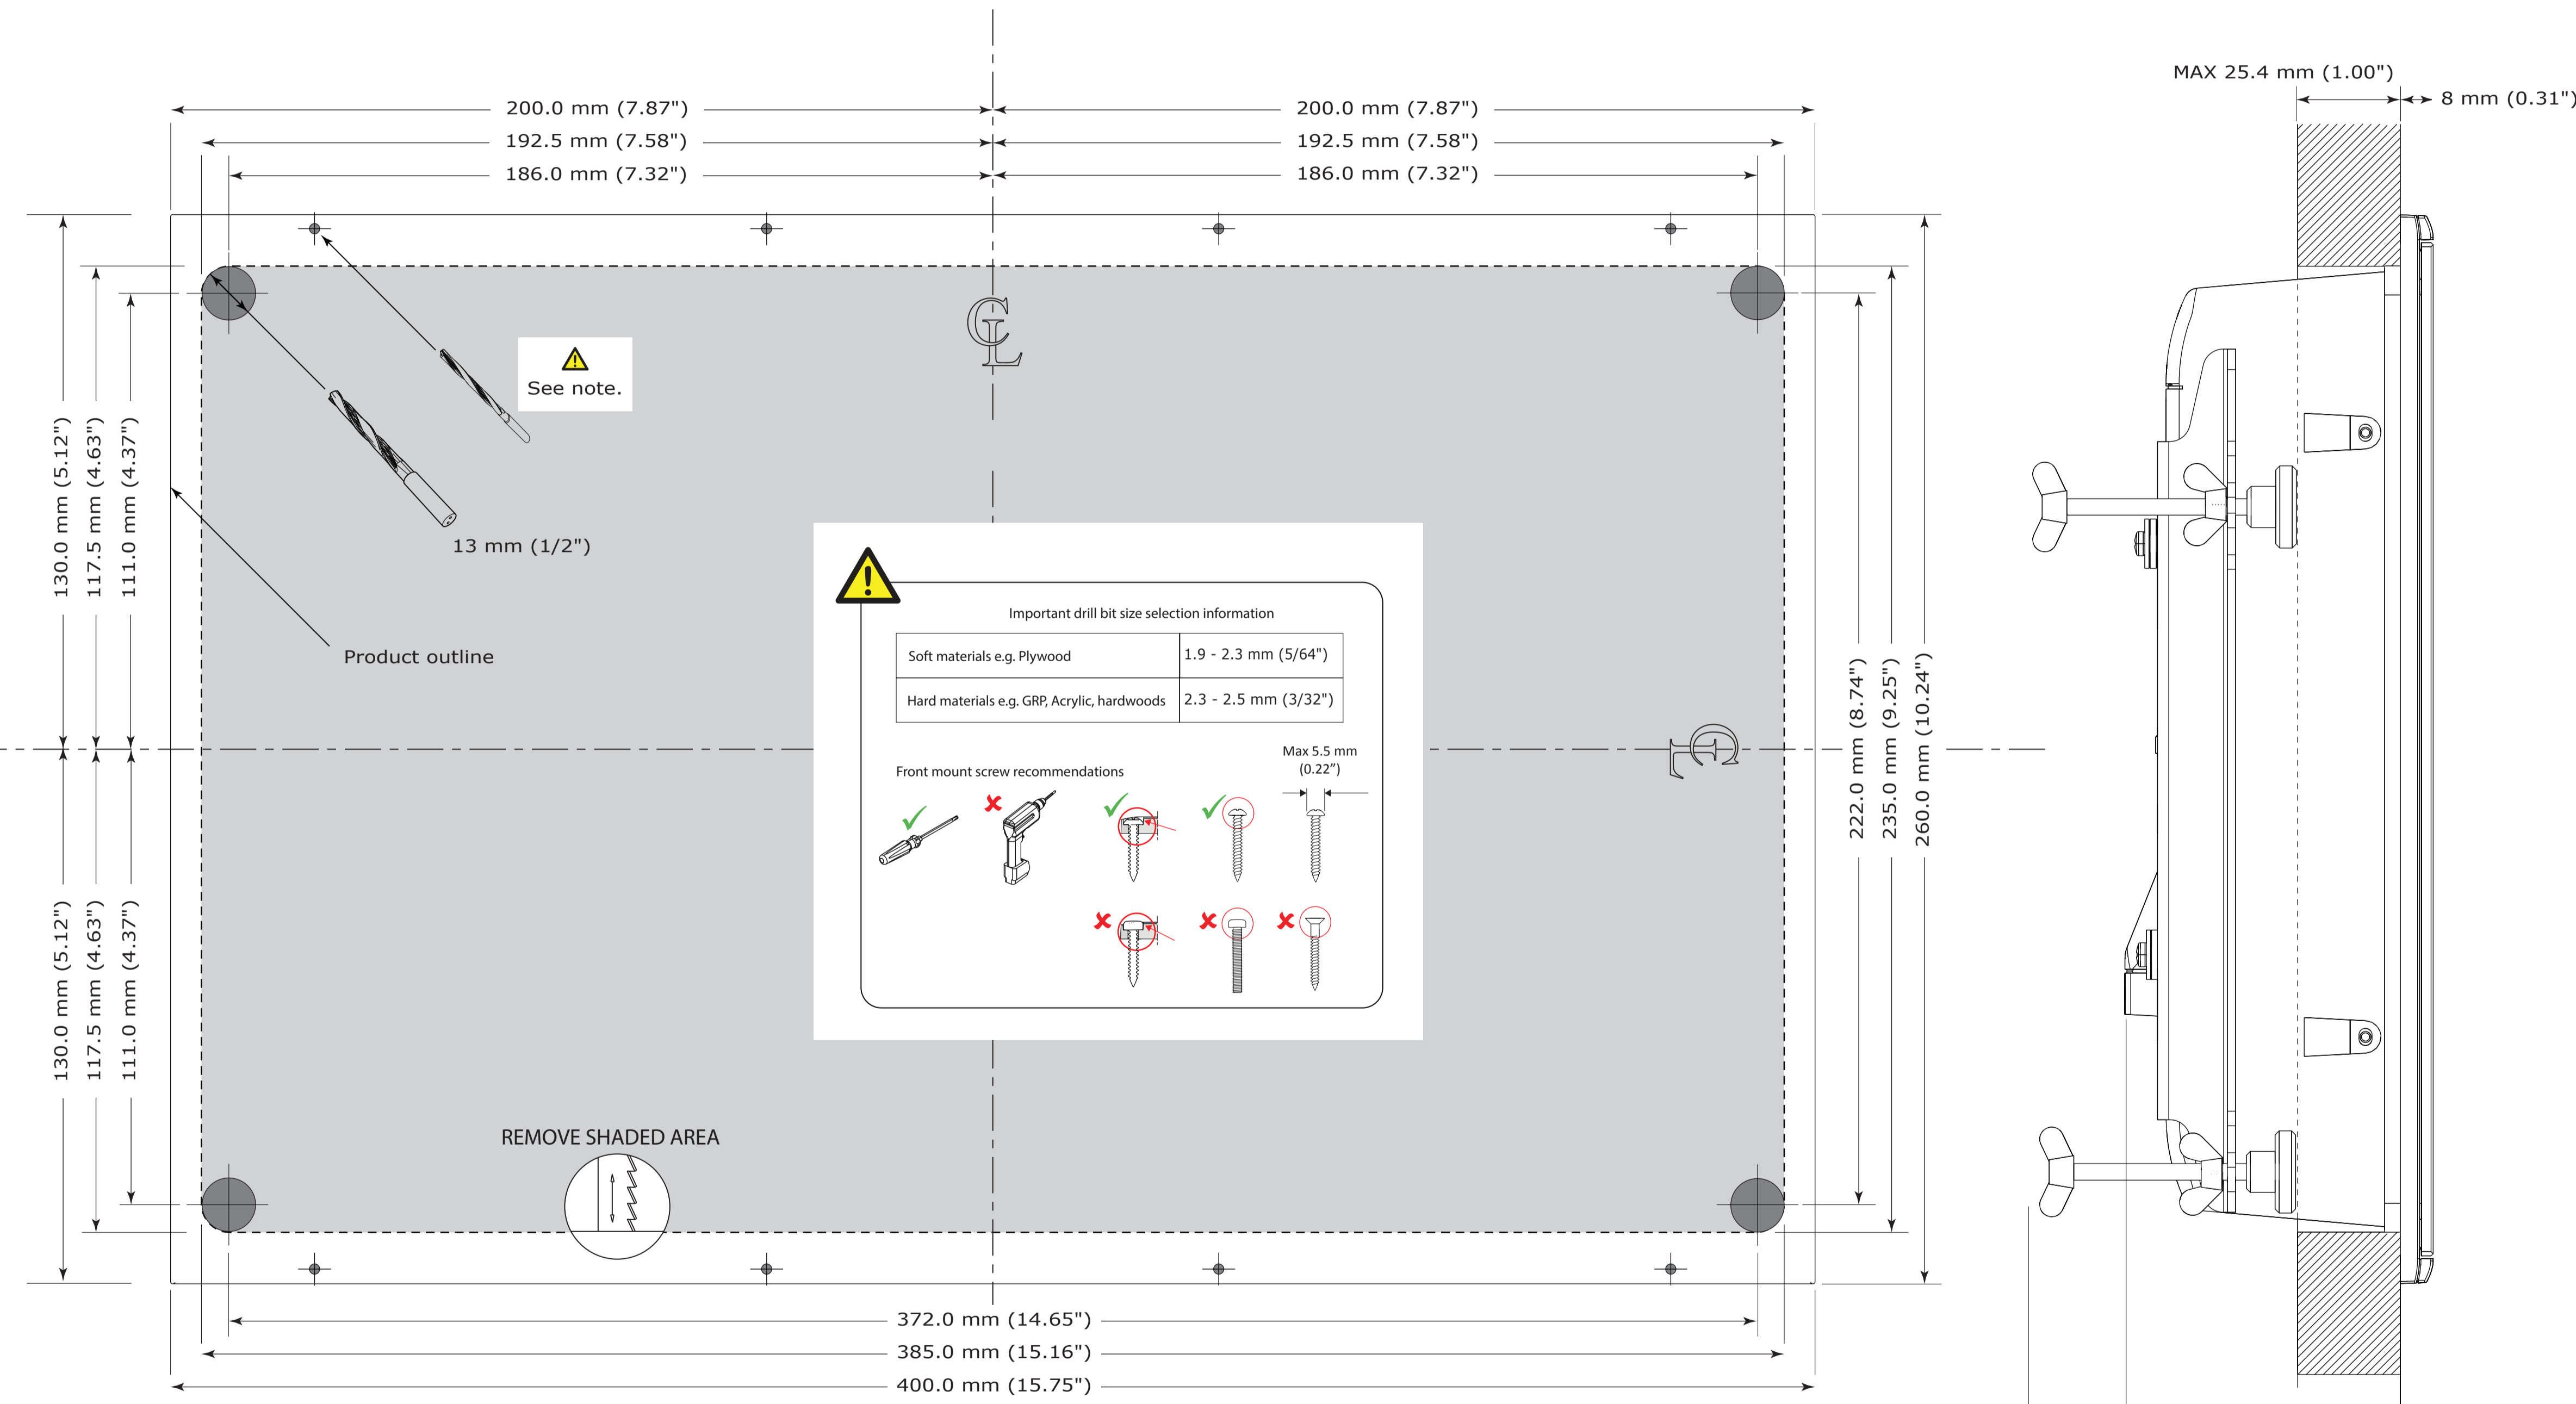 MAX 25.4 mm (1.00")
8 mm (0.31")
200.0 mm (7.87")
200.0 mm (7.87")
192.5 mm (7.58")
192.5 mm (7.58")
186.0 mm (7.32")
186.0 mm (7.32")
130.0 mm (5.12")
117.5 mm (4.63")
111.0 mm (4.37")
CL
See note.
13 mm (1/2")
Product outline
Important drill bit size selection information
Soft materials e.g. Plywood
1.9 - 2.3 mm (5/64")
Hard materials e.g. GRP, Acrylic, hardwoods
2.3 - 2.5 mm (3/32")
Front mount screw recommendations
Max 5.5 mm
(0.22”)
CL
222.0 mm (8.74")
235.0 mm (9.25")
260.0 mm (10.24")
130.0 mm (5.12")
117.5 mm (4.63")
111.0 mm (4.37")
REMOVE SHADED AREA
372.0 mm (14.65")
385.0 mm (15.16")
400.0 mm (15.75")